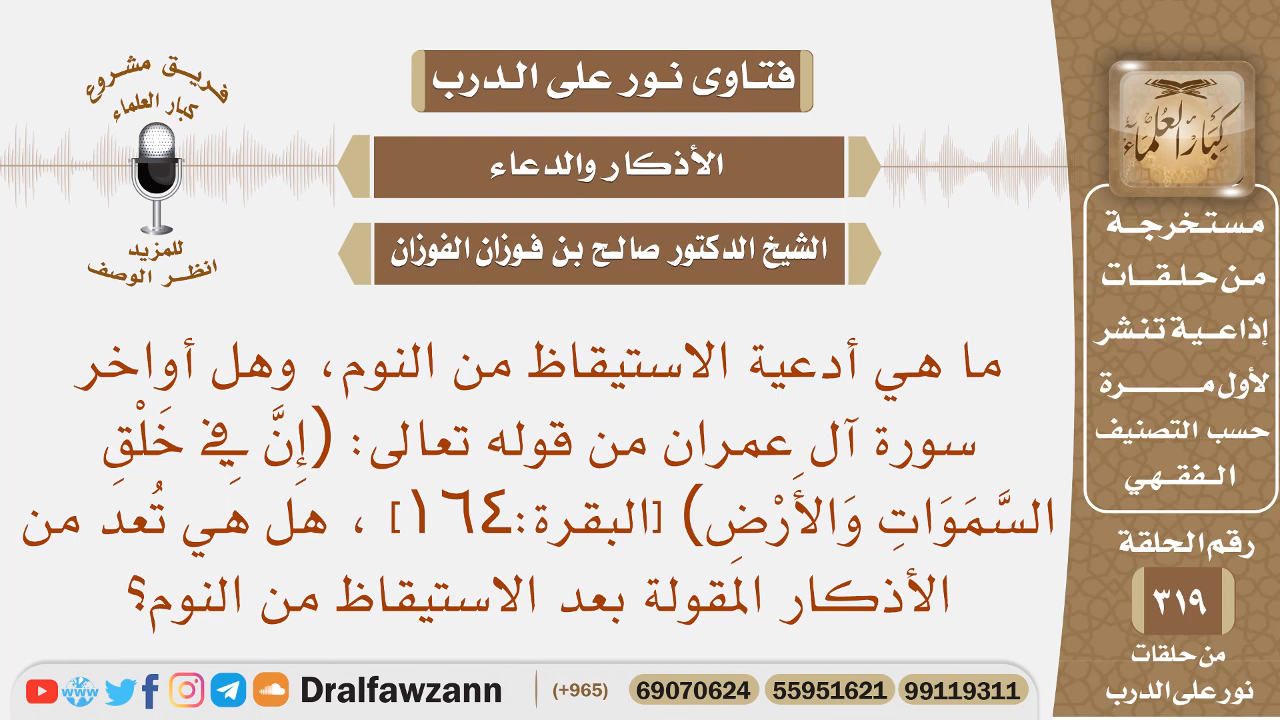 فتاوى نور على الدرب
الأذكار والدعاء
الشيخ الدكتور صالح بن فوزان الفوزان
فريق مشروع
كبار العلماء
للمزيد
انظر الوصف
ما هي أدعية الاستيقاظ من النوم، وهل أواخر
سورة آل عمران من قوله تعالى: (إِنَّ فِي خَلْقِ
السَّمَوَاتِ وَالأَرْضِ) [البقرة:١٦٤] ، هل هي تُعد من
الأذكار المقولة بعد الاستيقاظ من النوم؟
كبار العلماء
مستخرجة
من حلقات
إذاعية تنشر
لأول مرة
حسب التصنيف
الفقهي
رقم الحلقة
٣١٩
من حلقات
نور على الدرب
www Dralfawzann (+965) 69070624 55951621 99119311